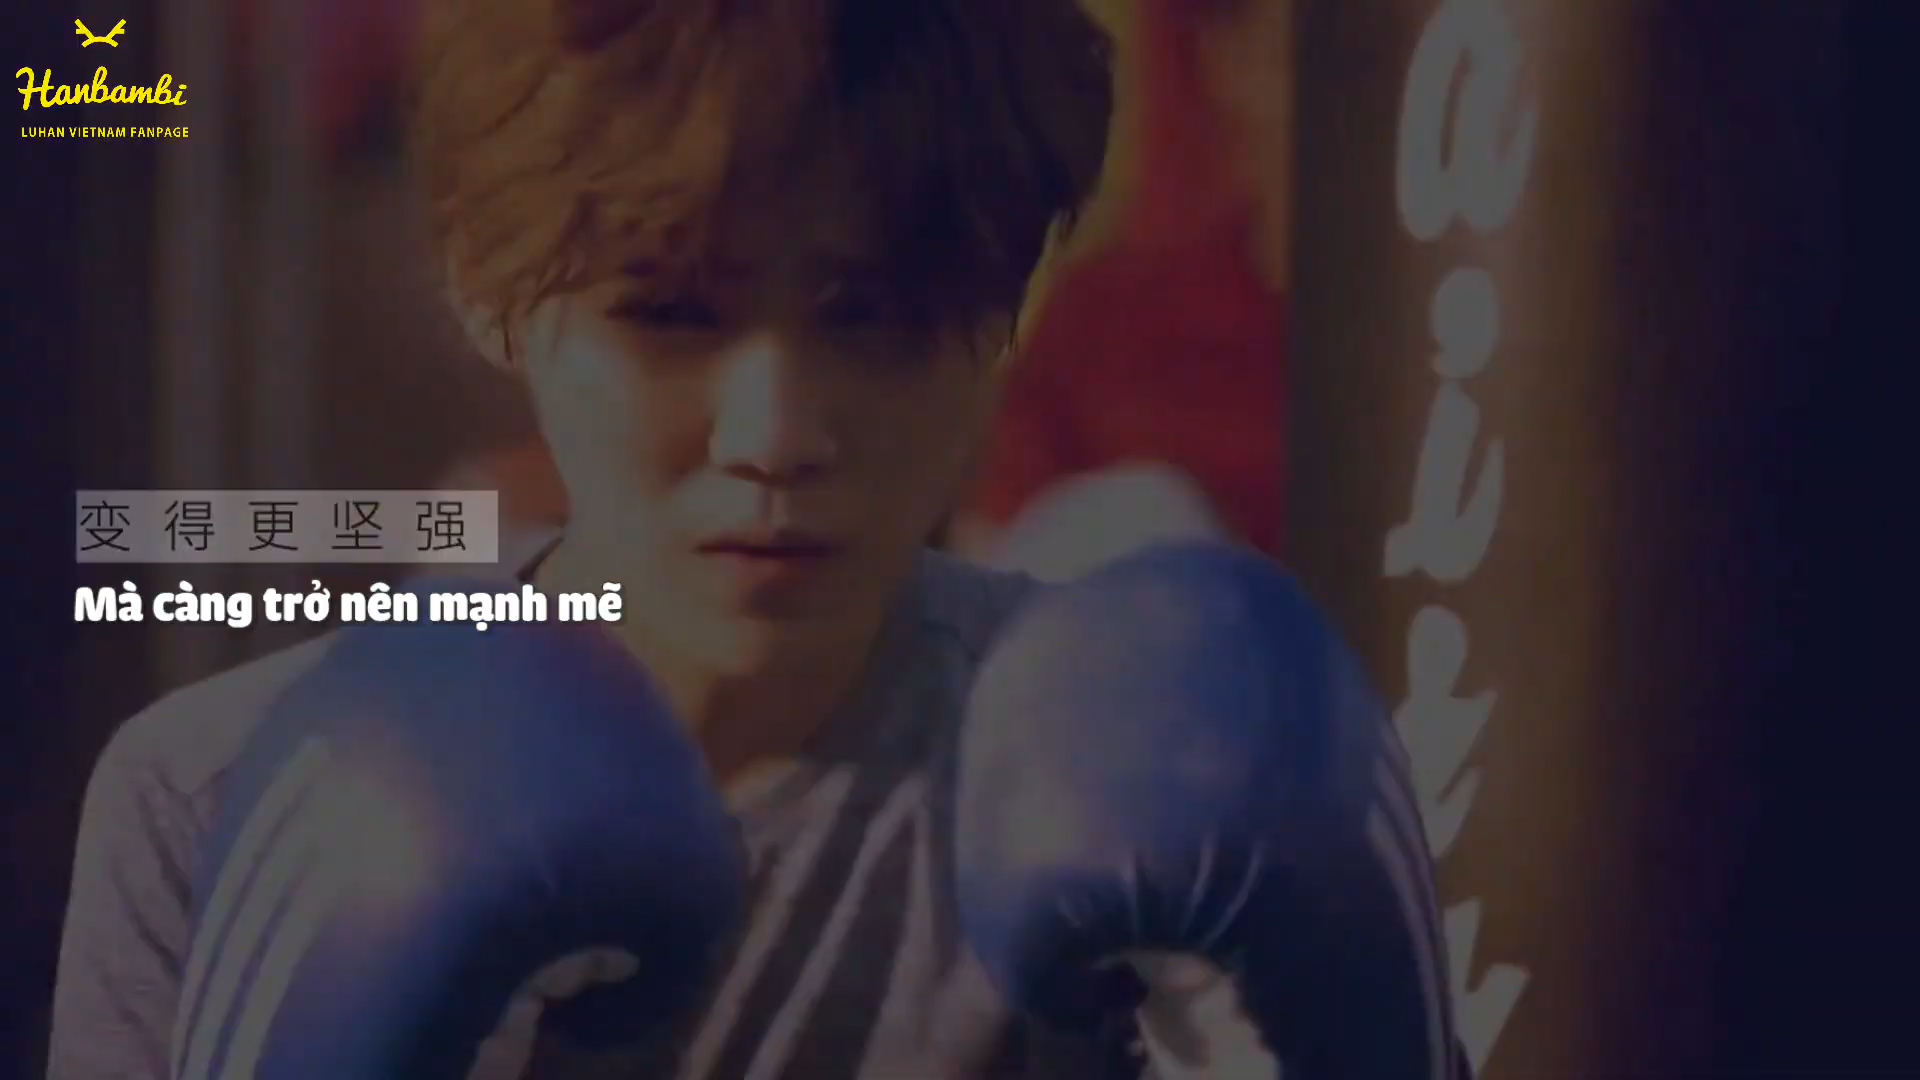 Hanbambi
LUHAN VIETNAM FANPAGE
变得更坚强
Mà càng trở nên mạnh mẽ